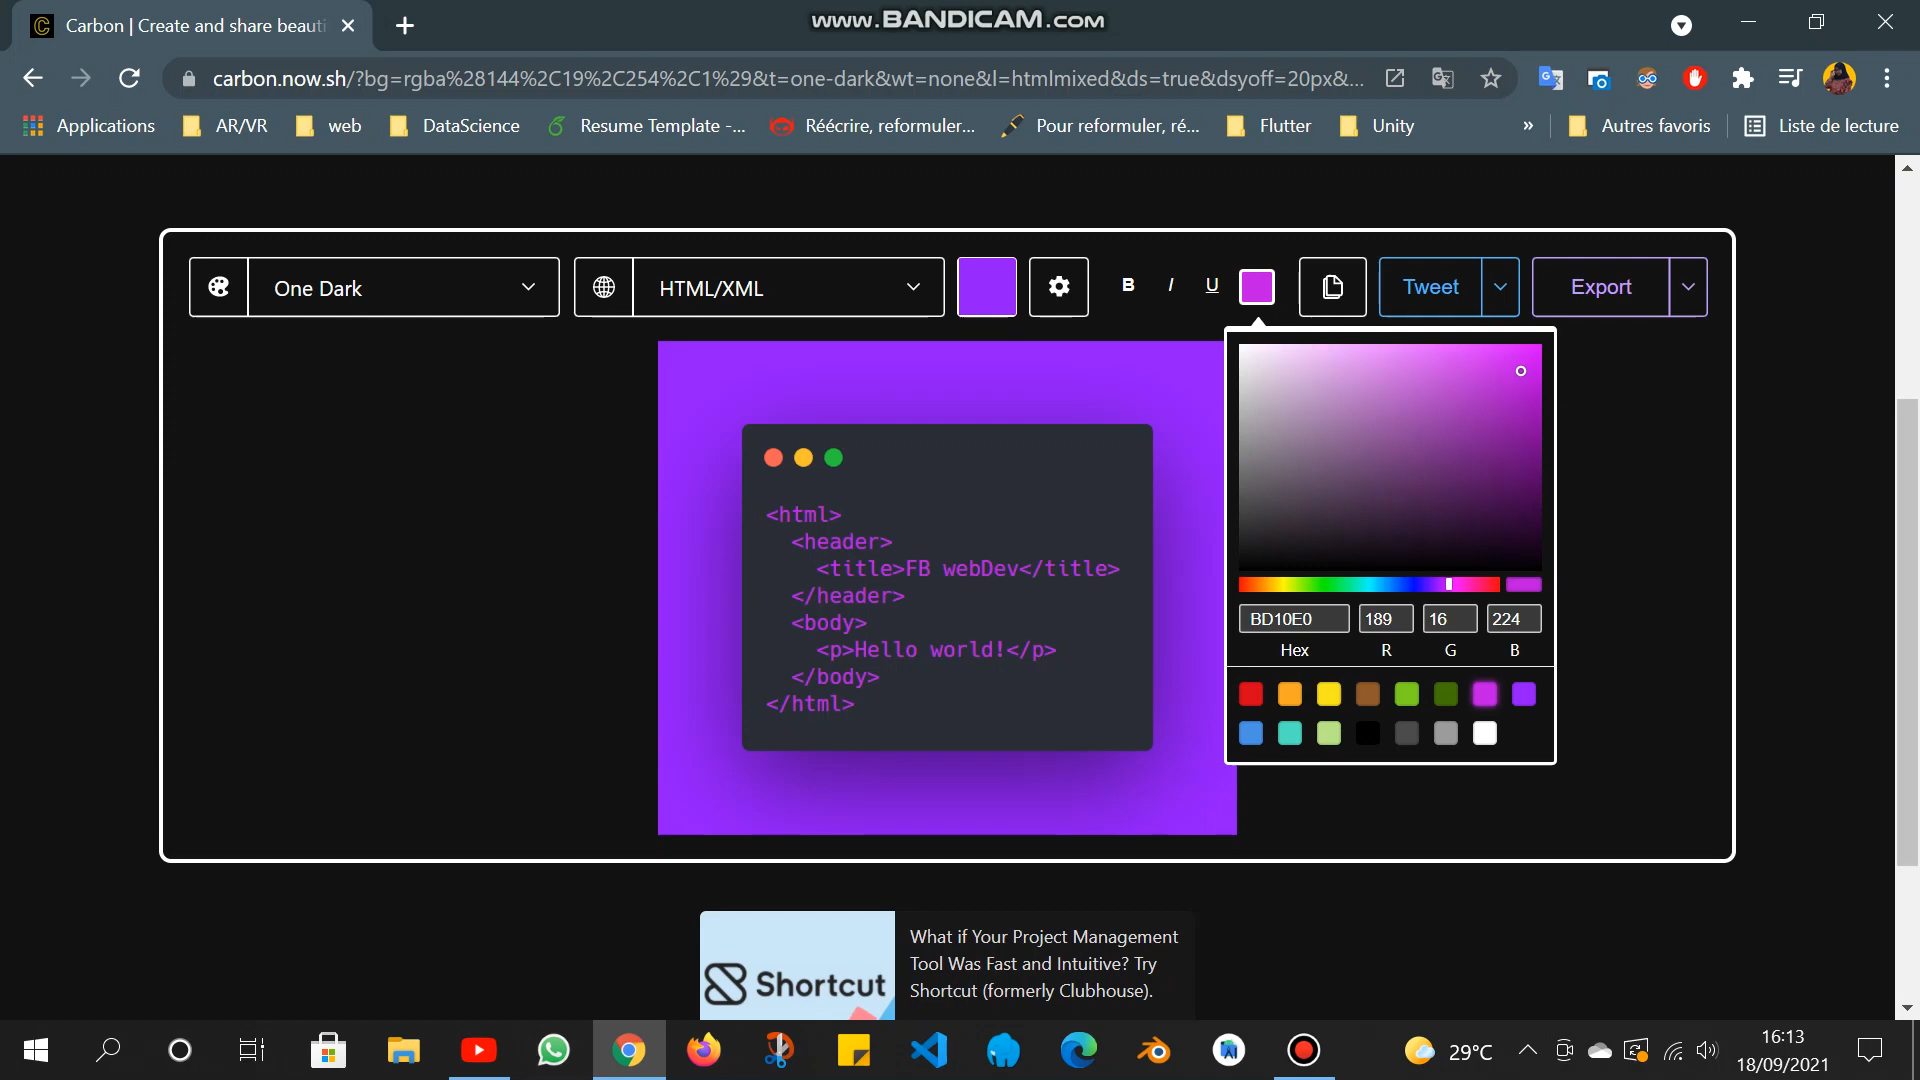 Carbon | Create and share beauti
www.BANDICAM.com
carbon.now.sh/?bg=rgba%28144%2C19%2C254%2C1%29&t=one-dark&wt=none&l=htmlmixed&ds=true&dsyoff=20px&...
Applications
AR/VR
web
DataScience
Resume Template -...
Réécrire, reformuler...
Pour reformuler, ré...
Flutter
Unity
»
Autres favoris
Liste de lecture
One Dark
HTML/XML
B
I
U
Tweet
Export
<html>
<header>
<title>FB webDev</title>
</header>
<body>
<p>Hello world!</p>
</body>
</html>
BD10E0 189 16 224
Hex R G B
Shortcut
What if Your Project Management
Tool Was Fast and Intuitive? Try
Shortcut (formerly Clubhouse).
29°C
16:13
18/09/2021